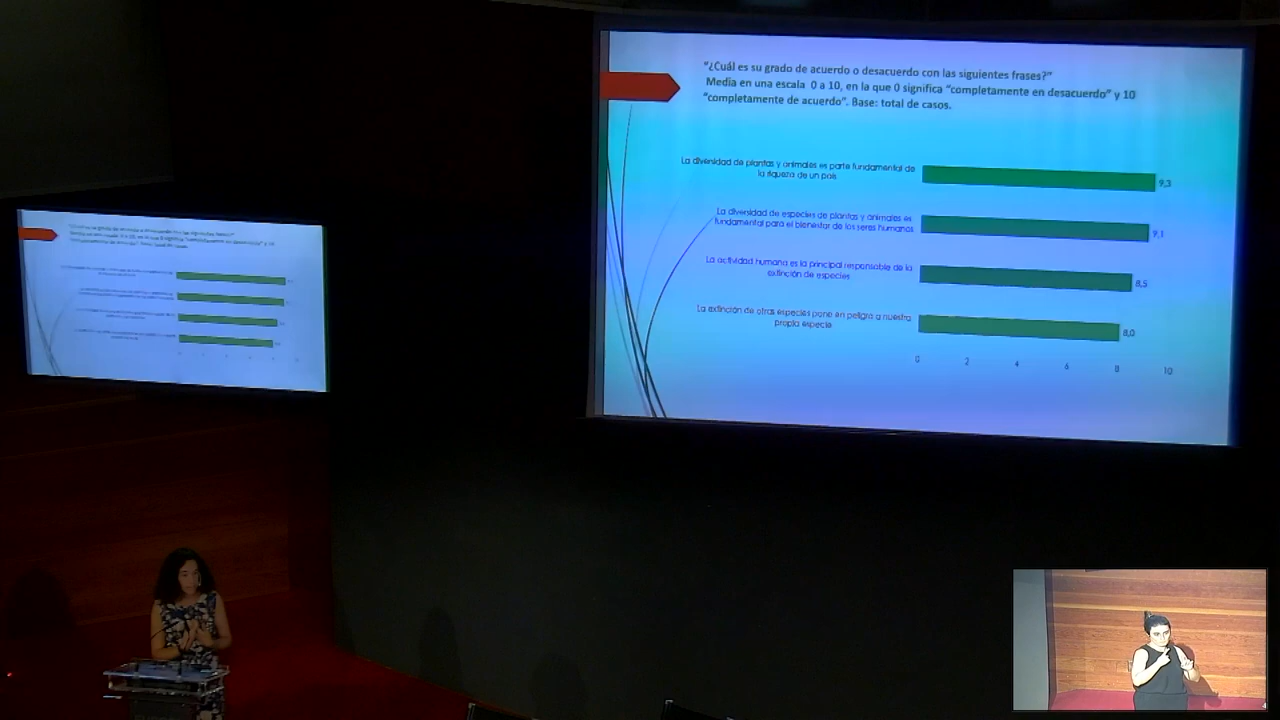 “¿Cuál es su grado de acuerdo o desacuerdo con las siguientes frases?”
Media en una escala 0 a 10, en la que 0 significa “completamente en desacuerdo” y 10
“completamente de acuerdo”. Base: total de casos.
La diversidad de plantas y animales es parte fundamental de
la riqueza de un país
9,3
La diversidad de especies de plantas y animales es
fundamental para el bienestar de los seres humanos
9,1
La actividad humana es la principal responsable de la
extinción de especies
8,5
La extinción de otras especies pone en peligro a nuestra
propia especie
8,0
0 2 4 6 8 10